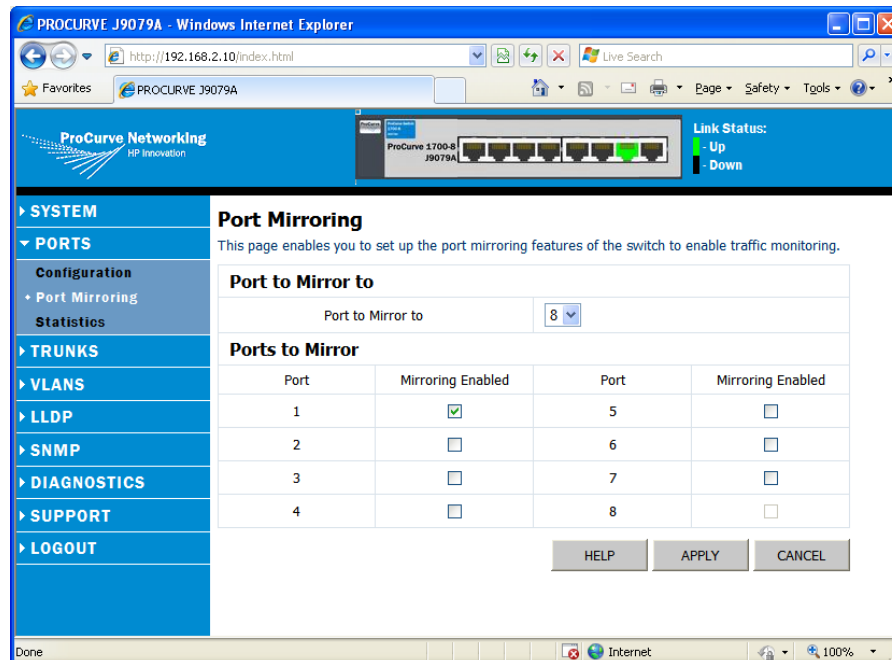 PROCURVE J9079A - Windows Internet Explorer
http://192.168.2.10/index.html
Live Search
Favorites
PROCURVE J9079A
Page
Safety
Tools
ProCurve Networking
HP Innovation
ProCurve 1700-8
J9079A
Link Status:
- Up
- Down
SYSTEM
PORTS
Configuration
Port Mirroring
Statistics
TRUNKS
VLANS
LLDP
SNMP
DIAGNOSTICS
SUPPORT
LOGOUT
Port Mirroring
This page enables you to set up the port mirroring features of the switch to enable traffic monitoring.
Port to Mirror to
Port to Mirror to 8
Ports to Mirror
Port Mirroring Enabled Port Mirroring Enabled
1 5
2 6
3 7
4 8
HELP APPLY CANCEL
Done Internet 100%